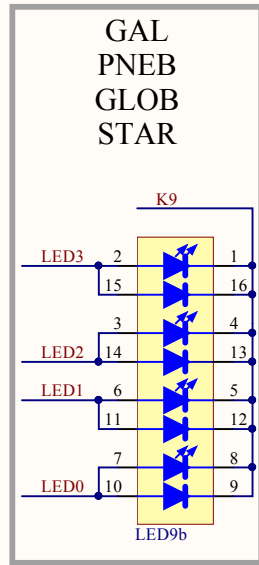 GAL
PNEB
GLOB
STAR
K9
LED3 2 1
15 16
3 4
LED2 14 13
LED1 6 5
11 12
7 8
LED0 10 9
LED9b